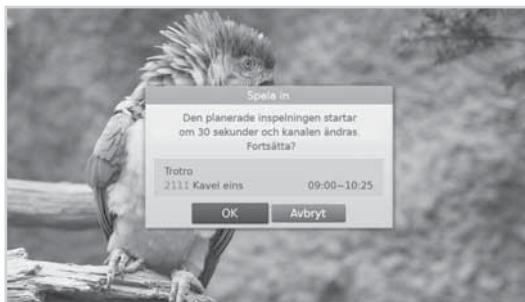 Spela in
Den planerade inspelningen startar
om 30 sekunder och kanalen ändras.
Fortsätta?
Trotro
2111 Kavel eins 09:00~10:25
OK Avbryt